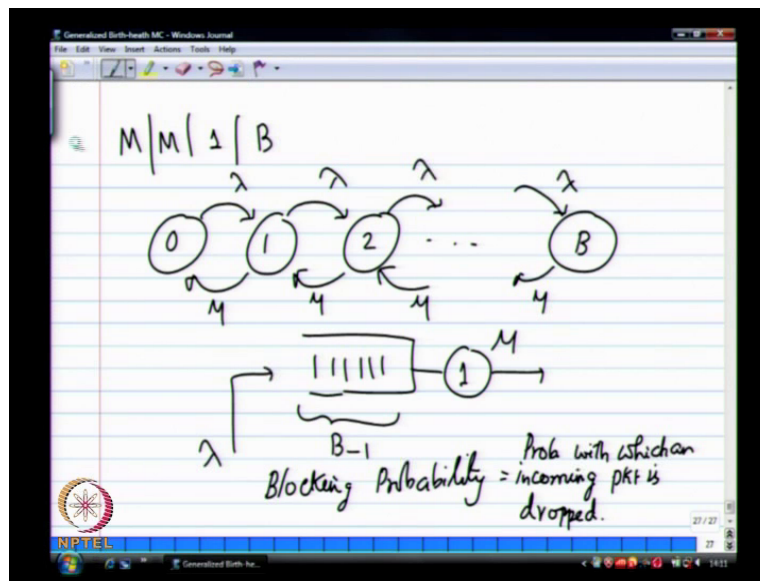 Generalized Birth-heath MC - Windows Journal
File Edit View Insert Actions Tools Help
M|M|1|B
λ λ λ λ
0 1 2 ... B
μ μ μ μ
1 μ
B-1
λ
Prob with which an
Blocking Probability = incoming pkt is
dropped.
27 / 27
27
NPTEL
Generalized Birth-he...
14:11